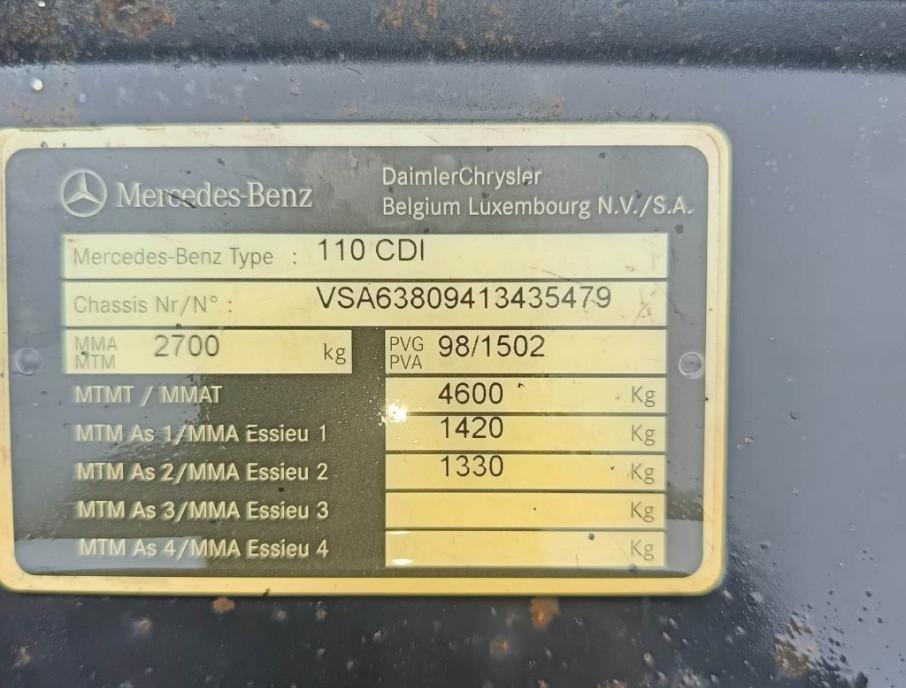 Mercedes-Benz
DaimlerChrysler
Belgium Luxembourg N.V./S.A.
Mercedes-Benz Type : 110 CDI
Chassis Nr/N° : VSA63809413435479
MMA
MTM 2700 kg
PVG
PVA 98/1502
MTMT / MMAT 4600 Kg
MTM As 1/MMA Essieu 1 1420 Kg
MTM As 2/MMA Essieu 2 1330 Kg
MTM As 3/MMA Essieu 3 Kg
MTM As 4/MMA Essieu 4 Kg